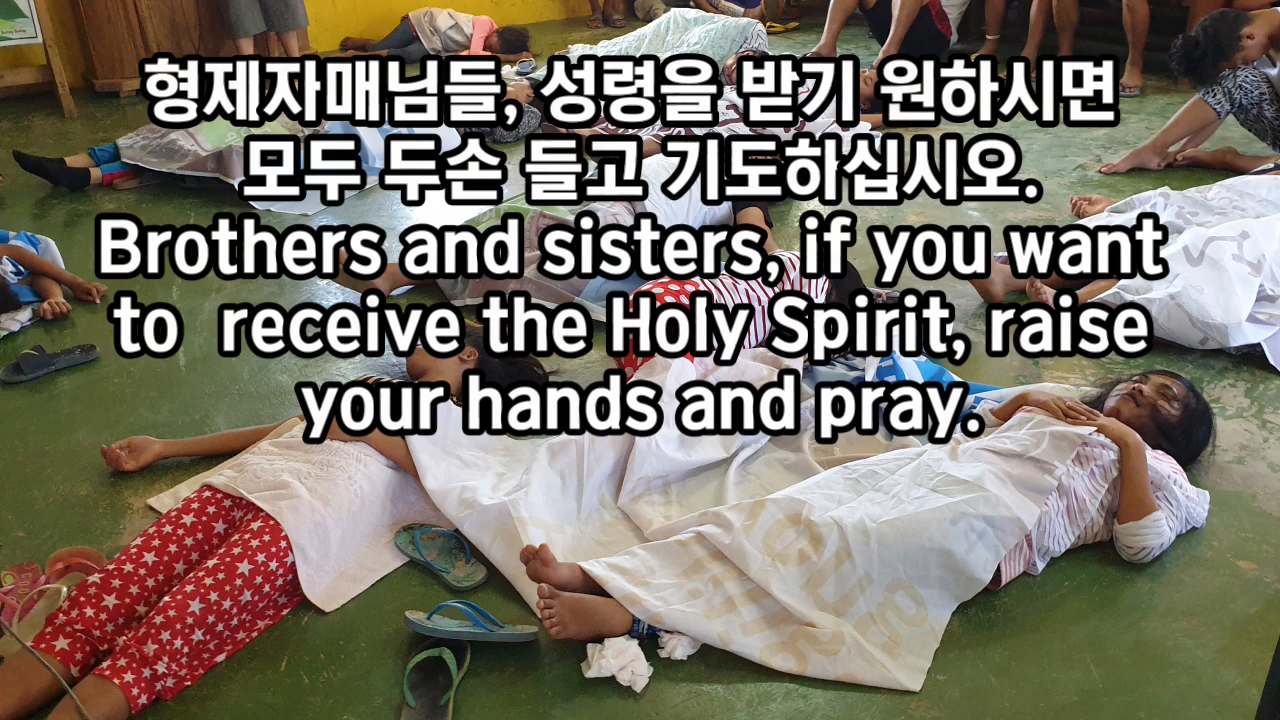 형제자매님들, 성령을 받기 원하시면
모두 두손 들고 기도하십시오.
Brothers and sisters, if you want
to  receive the Holy Spirit, raise
your hands and pray.